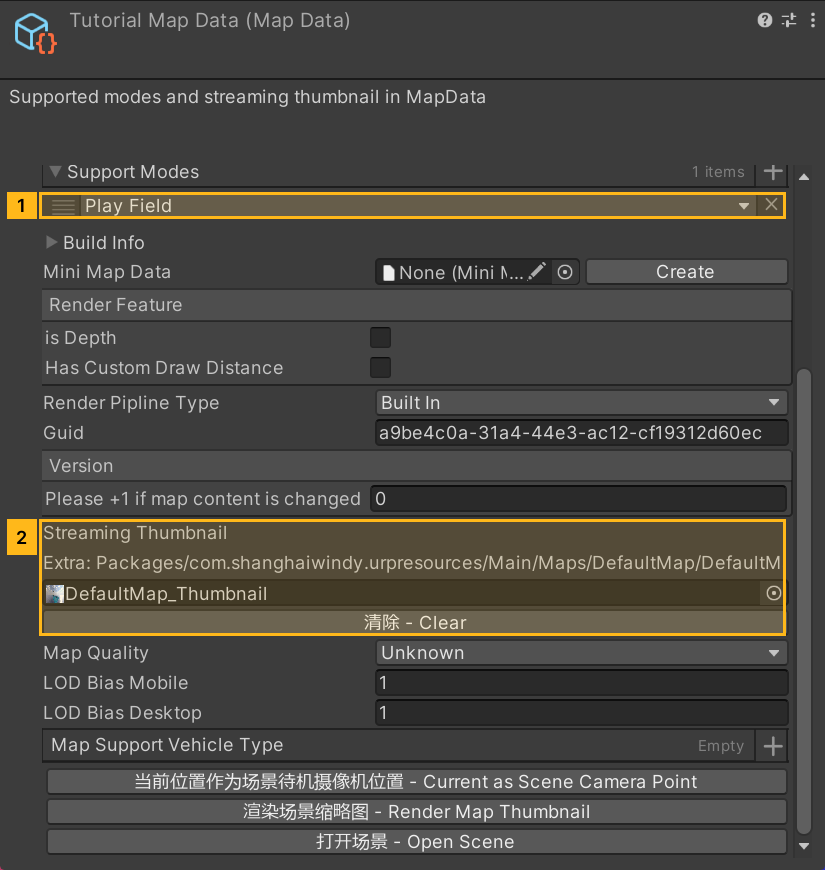 Tutorial Map Data (Map Data)
Supported modes and streaming thumbnail in MapData
Support Modes 1 items
1 Play Field
Build Info
Mini Map Data None (Mini M... Create
Render Feature
is Depth
Has Custom Draw Distance
Render Pipline Type Built In
Guid a9be4c0a-31a4-44e3-ac12-cf19312d60ec
Version
Please +1 if map content is changed 0
2 Streaming Thumbnail
Extra: Packages/com.shanghaiwindy.urpresources/Main/Maps/DefaultMap/DefaultM
DefaultMap_Thumbnail
清除 - Clear
Map Quality Unknown
LOD Bias Mobile 1
LOD Bias Desktop 1
Map Support Vehicle Type Empty
当前位置作为场景待机摄像机位置 - Current as Scene Camera Point
渲染场景缩略图 - Render Map Thumbnail
打开场景 - Open Scene